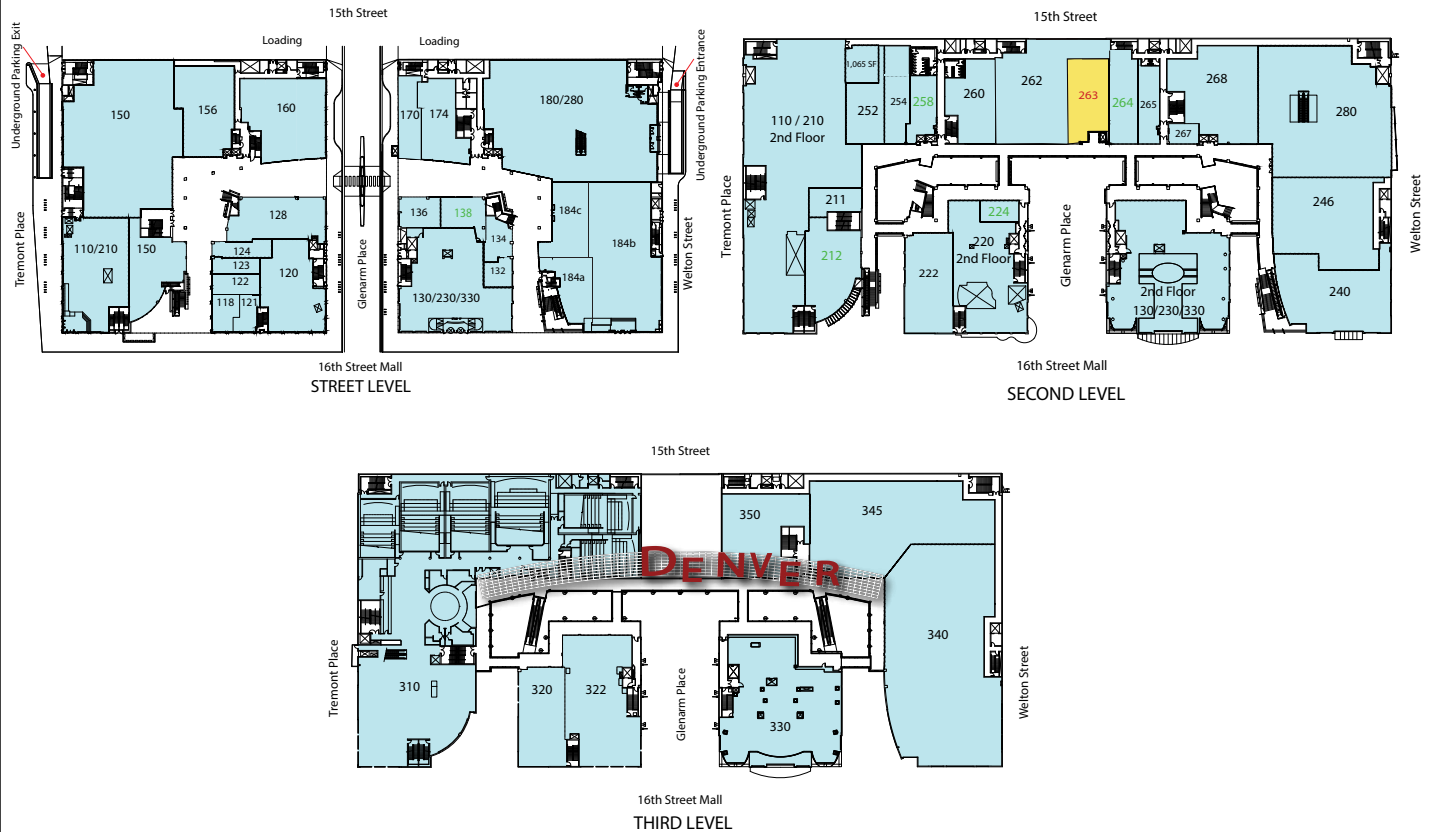 15th Street
Underground Parking Exit
Loading
Loading
Underground Parking Entrance
150
156
160
170
174
180/280
128
136
138
184c
134
184b
110/210
150
124
123
122
120
132
184a
118
121
130/230/330
Tremont Place
Glenarm Place
Welton Street
16th Street Mall
STREET LEVEL
15th Street
1,065 SF
252
254
258
260
262
263
264
265
268
267
280
110 / 210
2nd Floor
211
212
224
220
2nd Floor
222
246
240
2nd Floor
130/230/330
Tremont Place
Glenarm Place
Welton Street
16th Street Mall
SECOND LEVEL
15th Street
350
345
DENVER
340
310
320
322
330
Tremont Place
Glenarm Place
Welton Street
16th Street Mall
THIRD LEVEL